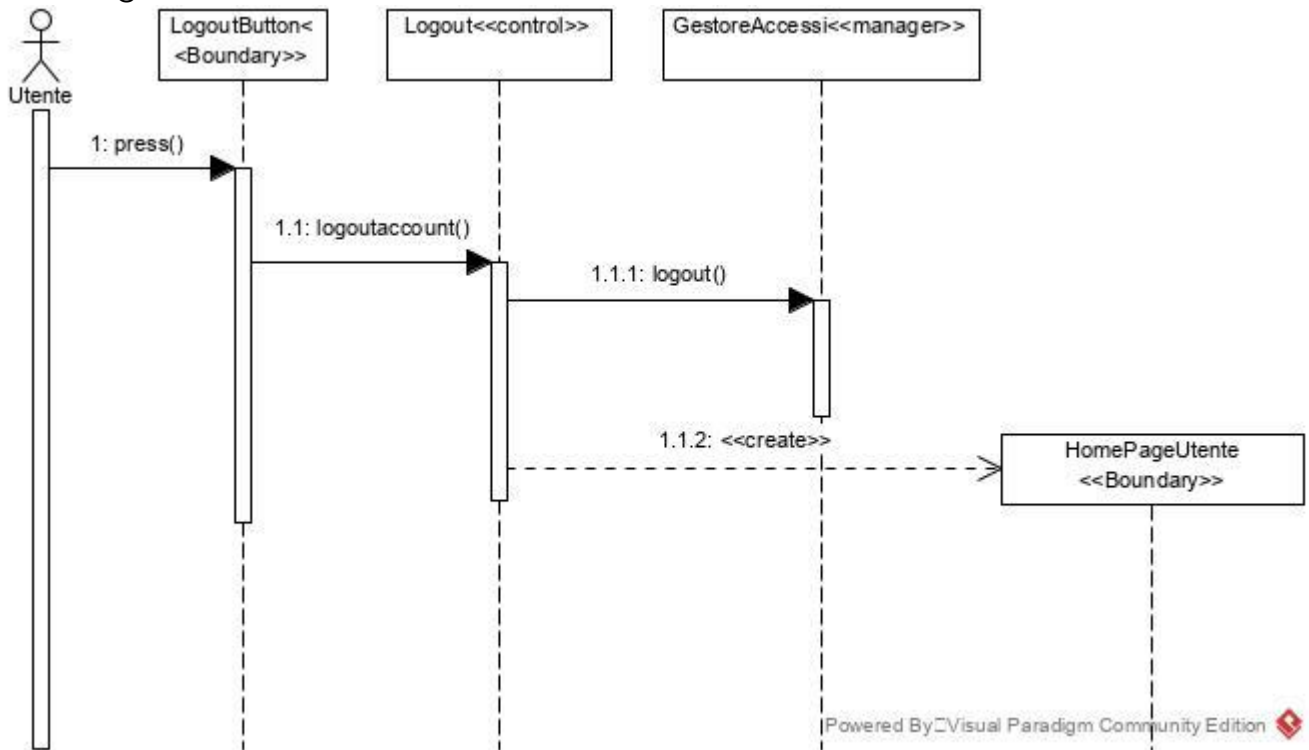 LogoutButton<
<Boundary>>
Logout<<control>>
GestoreAccessi<<manager>>
Utente
1: press()
1.1: logoutaccount()
1.1.1: logout()
1.1.2: <<create>>
HomePageUtente
<<Boundary>>
Powered By Visual Paradigm Community Edition